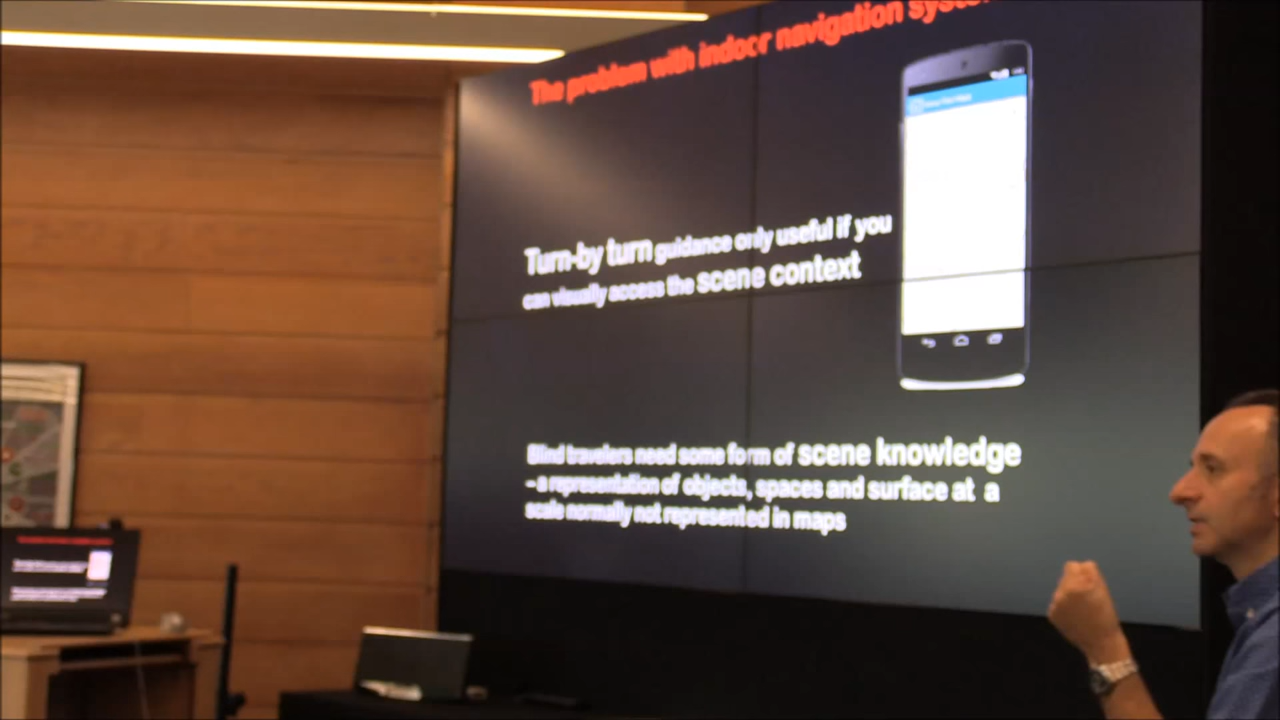 The problem with indoor navigation
Turn-by turn guidance only useful if you
can visually access the scene context
Blind travelers need some form of scene knowledge
- a representation of objects, spaces and surface at a
scale normally not represented in maps